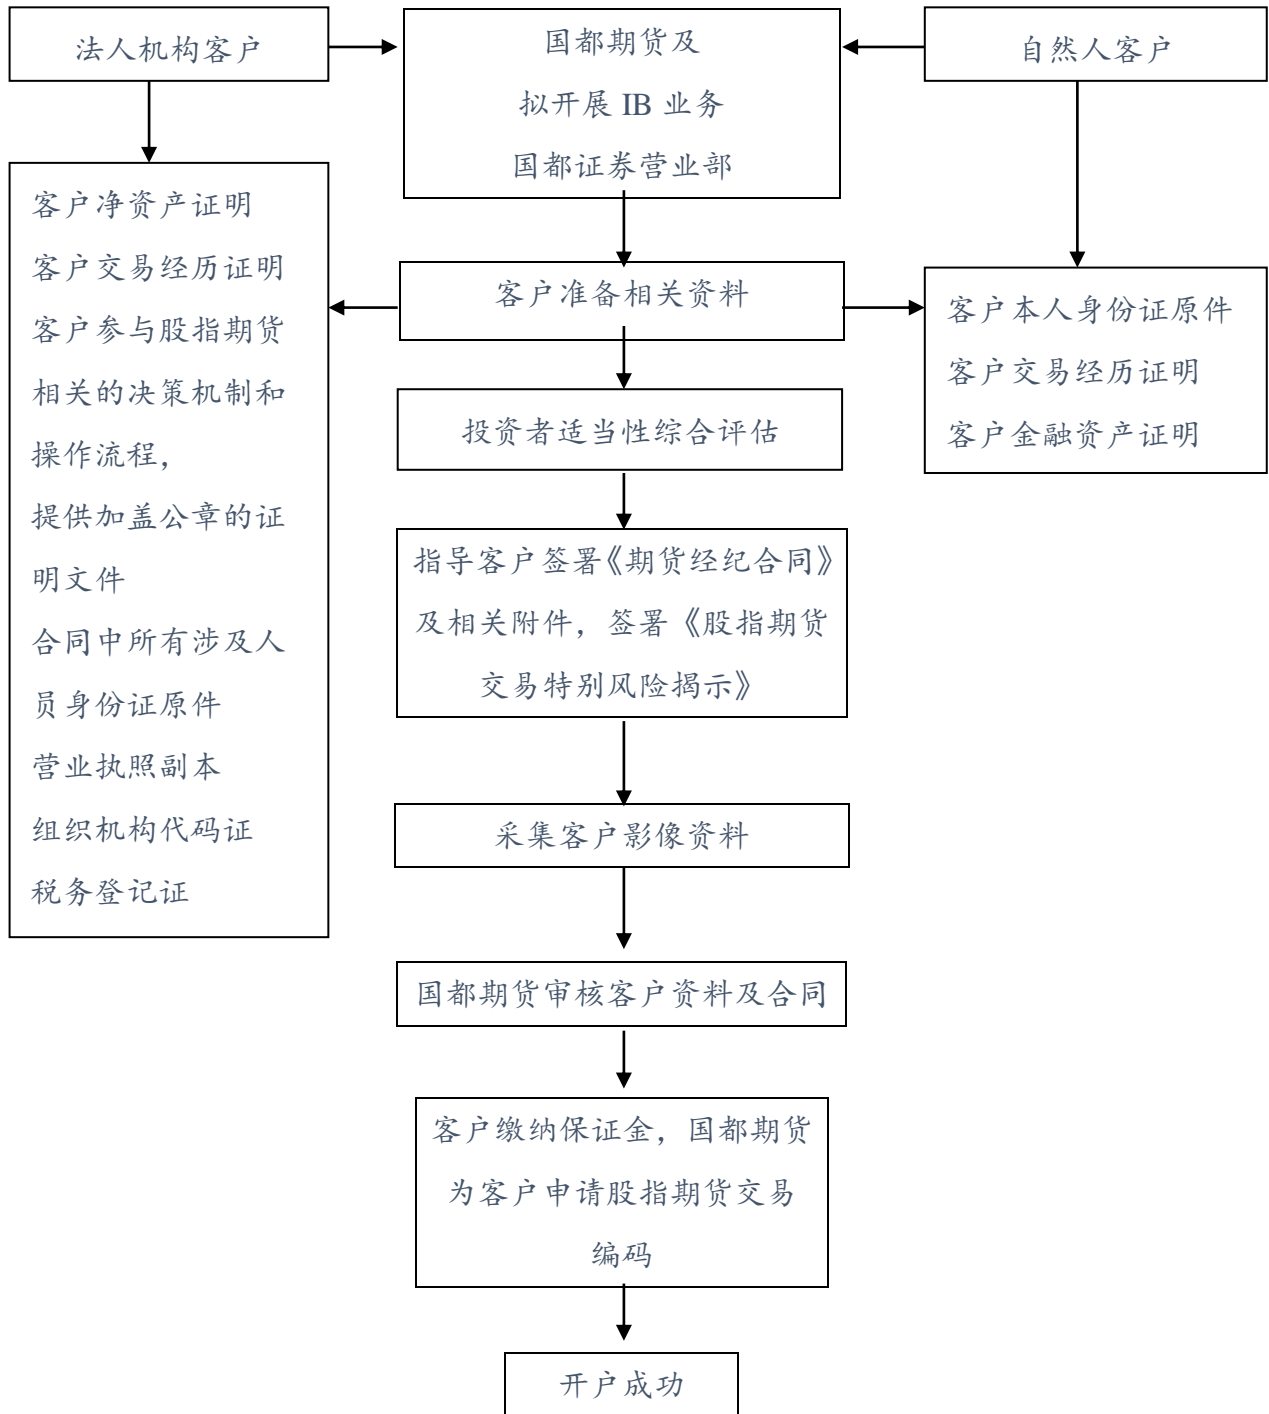 法人机构客户
国都期货及
拟开展 IB 业务
国都证券营业部
自然人客户
客户净资产证明
客户交易经历证明
客户参与股指期货
相关的决策机制和
操作流程，
提供加盖公章的证
明文件
合同中所有涉及人
员身份证原件
营业执照副本
组织机构代码证
税务登记证
客户准备相关资料
客户本人身份证原件
客户交易经历证明
客户金融资产证明
投资者适当性综合评估
指导客户签署《期货经纪合同》
及相关附件，签署《股指期货
交易特别风险揭示》
采集客户影像资料
国都期货审核客户资料及合同
客户缴纳保证金，国都期货
为客户申请股指期货交易
编码
开户成功